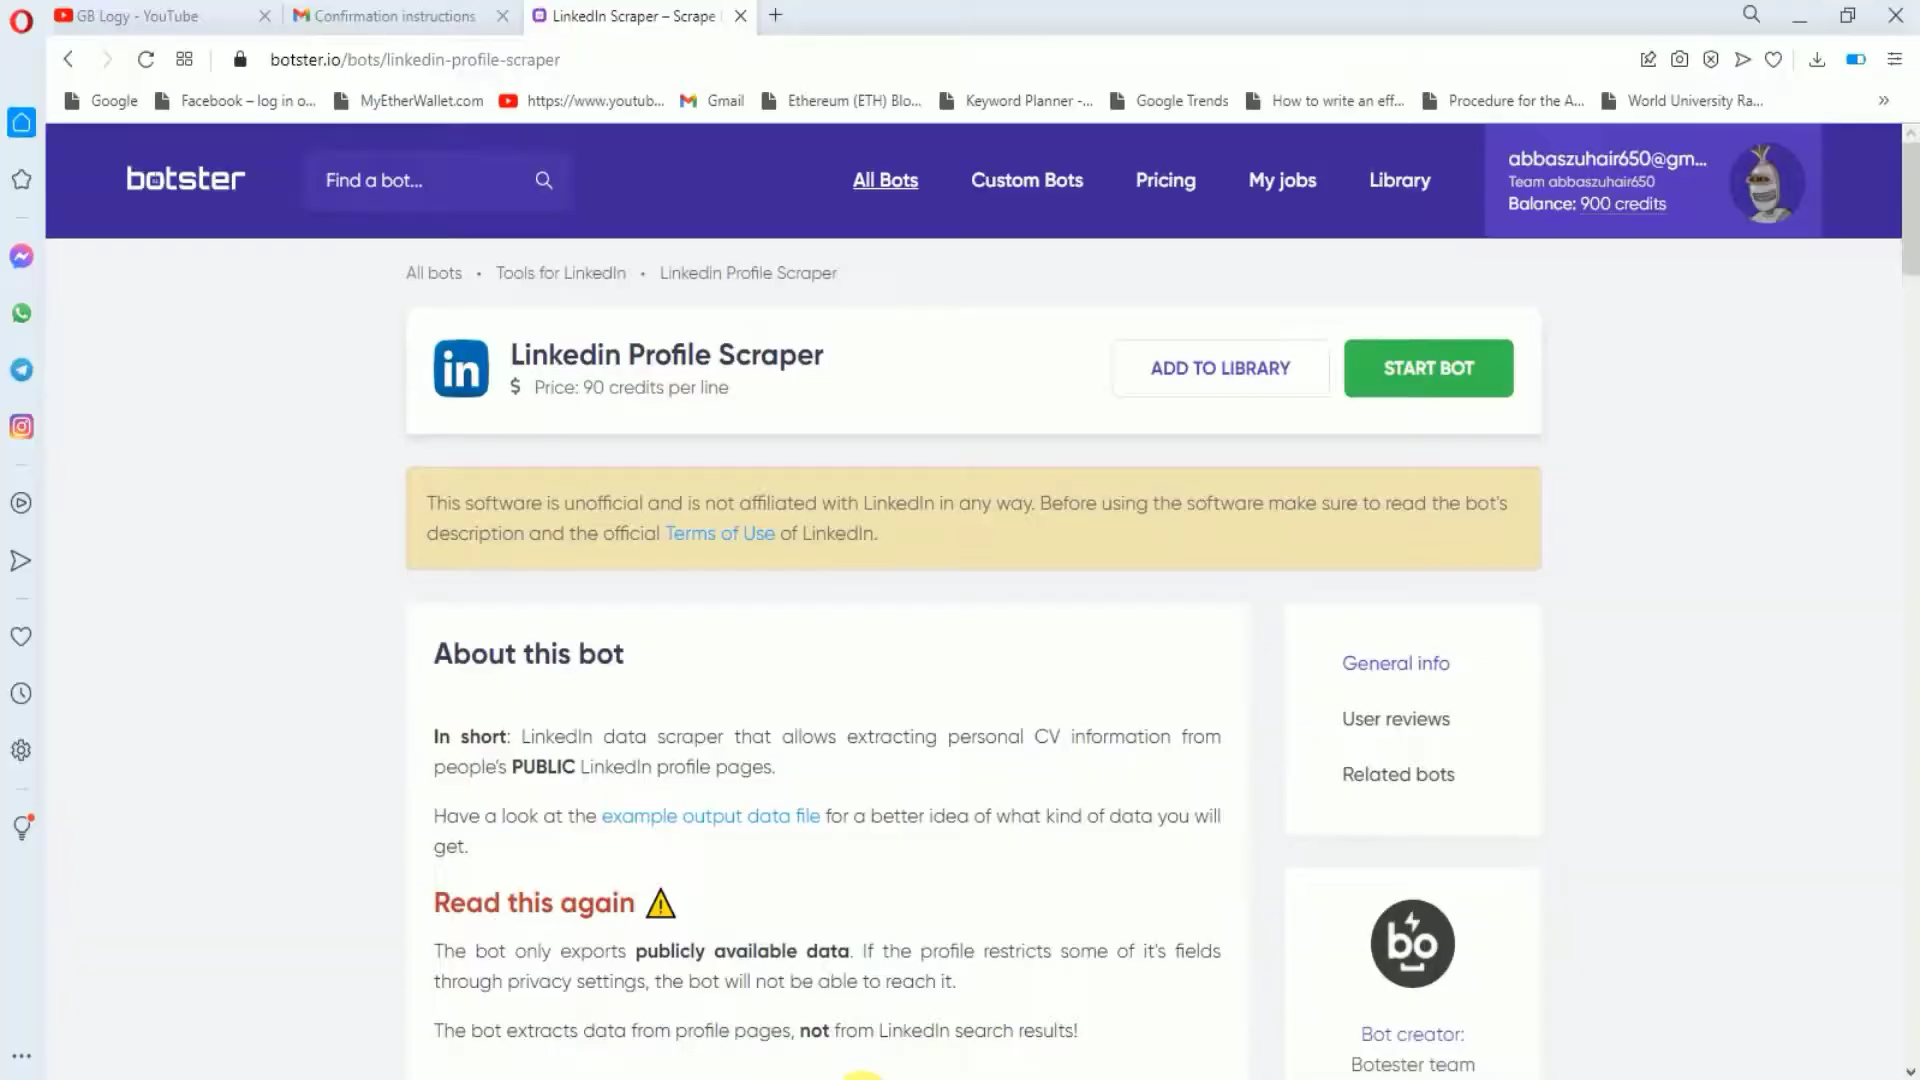 GB Logy - YouTube
Confirmation instructions
LinkedIn Scraper – Scrape
botster.io/bots/linkedin-profile-scraper
Google
Facebook – log in o...
MyEtherWallet.com
https://www.youtub...
Gmail
Ethereum (ETH) Blo...
Keyword Planner -...
Google Trends
How to write an eff...
Procedure for the A...
World University Ra...
»
botster
Find a bot...
All Bots
Custom Bots
Pricing
My jobs
Library
abbaszuhair650@gm...
Team abbaszuhair650
Balance: 900 credits
All bots • Tools for LinkedIn • Linkedin Profile Scraper
in
Linkedin Profile Scraper
$ Price: 90 credits per line
ADD TO LIBRARY
START BOT
This software is unofficial and is not affiliated with LinkedIn in any way. Before using the software make sure to read the bot's
description and the official Terms of Use of LinkedIn.
About this bot
In short: LinkedIn data scraper that allows extracting personal CV information from
people's PUBLIC LinkedIn profile pages.
Have a look at the example output data file for a better idea of what kind of data you will
get.
Read this again
The bot only exports publicly available data. If the profile restricts some of it's fields
through privacy settings, the bot will not be able to reach it.
The bot extracts data from profile pages, not from LinkedIn search results!
General info
User reviews
Related bots
bo
Bot creator:
Botester team